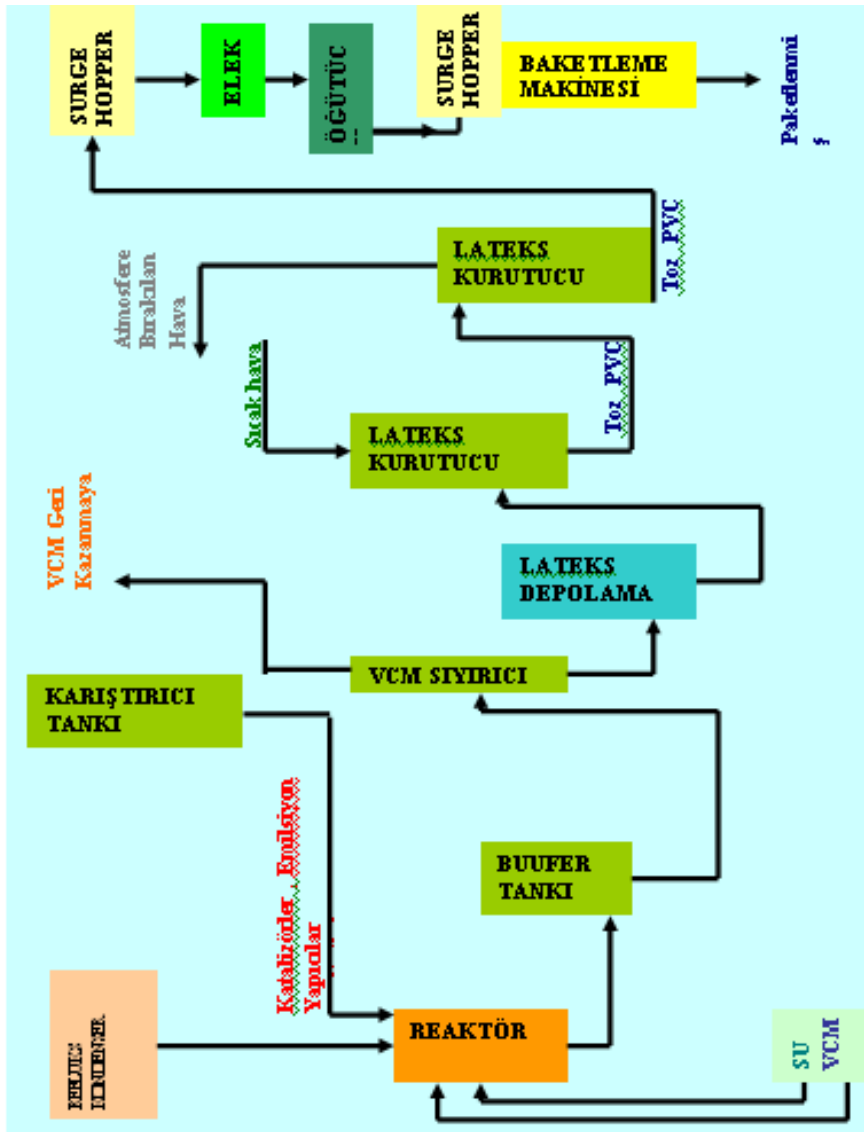 SURGE
HOPPER
ELEK
ÖĞÜTÜC
SURGE
HOPPER
BAKETLEME
MAKİNESİ
Paketlenmi
ş
Atmosfere
Bırakılan
Hava
LATEKS
KURUTUCU
Toz PVC
Sıcak hava
LATEKS
KURUTUCU
Toz PVC
VCM Geri
Kazanmaya
LATEKS
DEPOLAMA
KARIŞTIRICI
TANKI
VCM SIYIRICI
Katalizörler , Emilsiyon
Yapıcılar
BUUFER
TANKI
REAKTÖR
SU
VCM